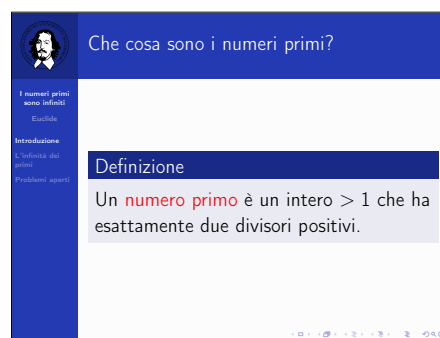 Che cosa sono i numeri primi?
I numeri primi
sono infiniti
Euclide
Introduzione
L'infinità dei
primi
Problemi aperti
Definizione
Un numero primo è un intero > 1 che ha
esattamente due divisori positivi.